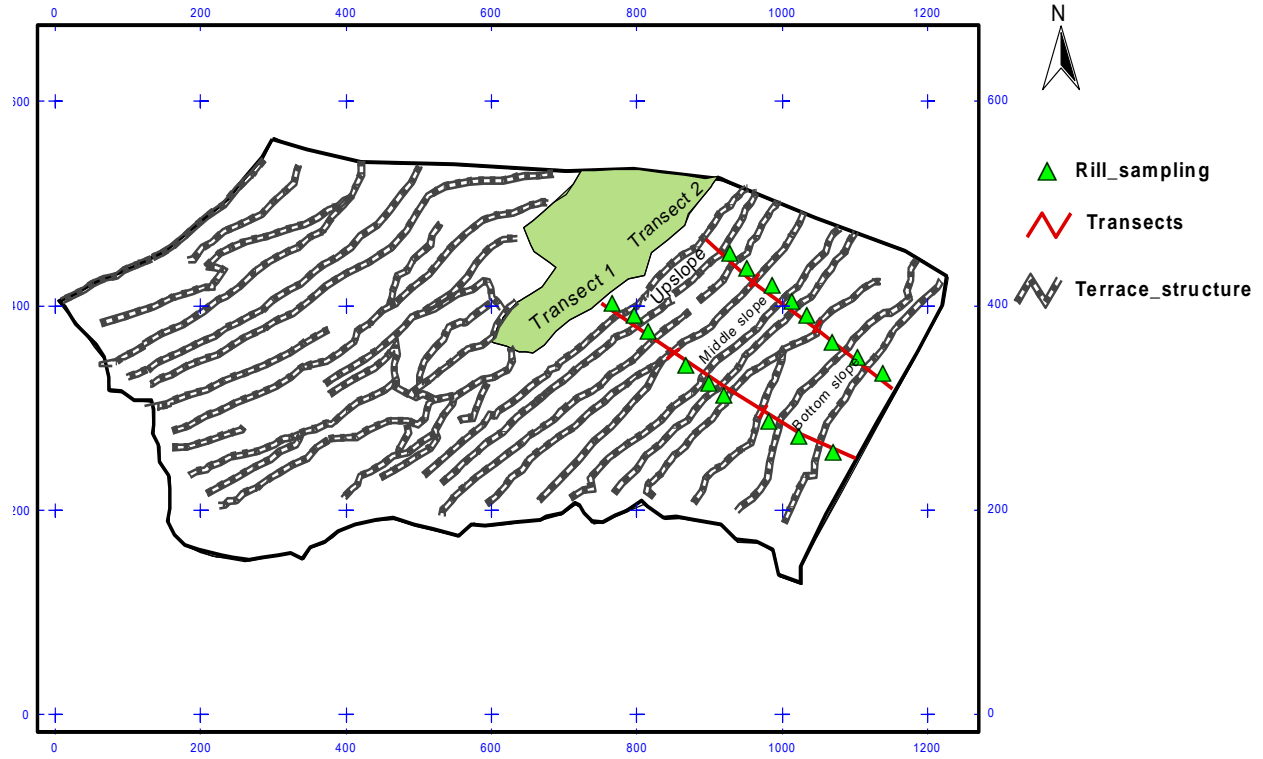 0 200 400 600 800 1000 1200
N
600 600
Rill_sampling
Transect 2
Transects
Upslope
Transect 1
Terrace_structure
400 400
Middle slope
Bottom slope
200 200
0 0
0 200 400 600 800 1000 1200